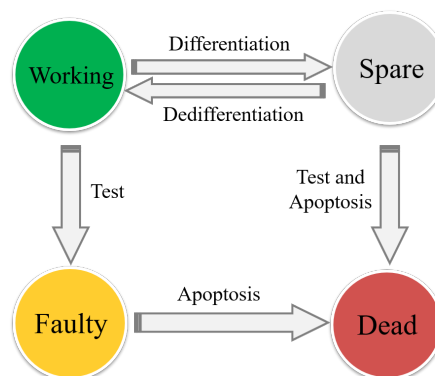 Differentiation
Working
Spare
Dedifferentiation
Test
Test and
Apoptosis
Apoptosis
Faulty
Dead